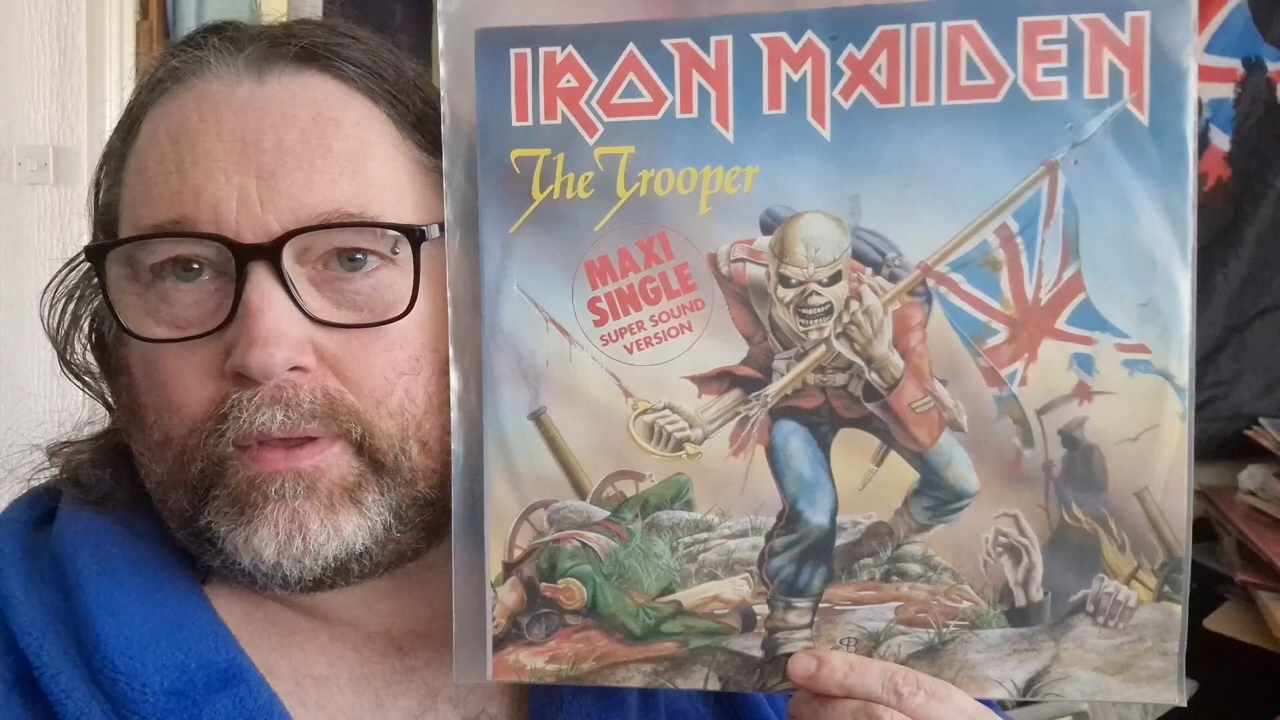 IRON MAIDEN
The Trooper
MAXI
SINGLE
SUPER SOUND
VERSION